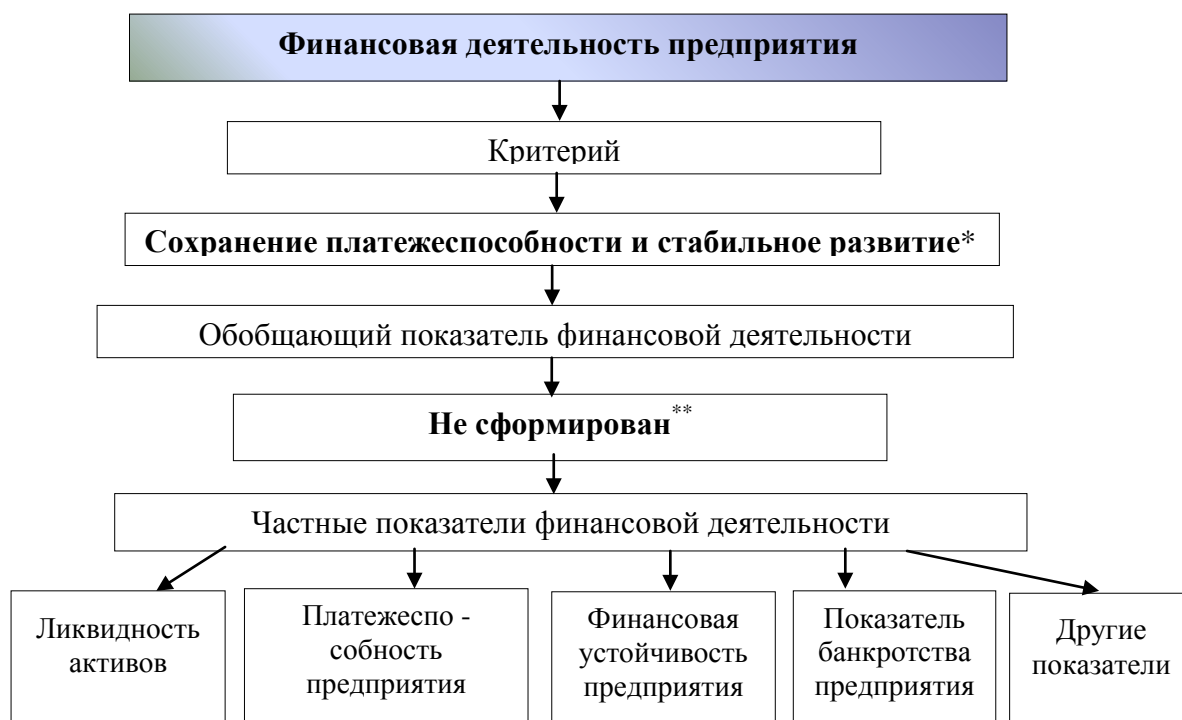 Финансовая деятельность предприятия
Критерий
Сохранение платежеспособности и стабильное развитие*
Обобщающий показатель финансовой деятельности
Не сформирован**
Частные показатели финансовой деятельности
Ликвидность
активов
Платежеспо -
собность
предприятия
Финансовая
устойчивость
предприятия
Показатель
банкротства
предприятия
Другие
показатели